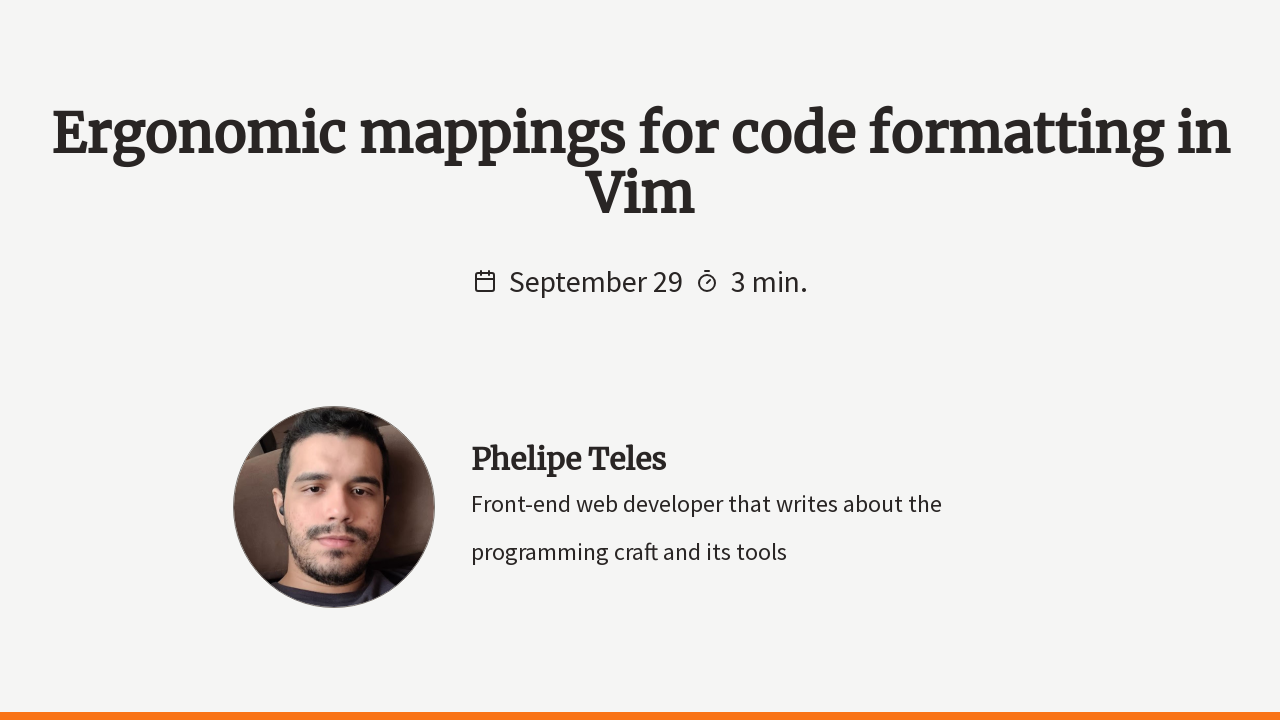 Ergonomic mappings for code formatting in
Vim
September 29 3 min.
Phelipe Teles
Front-end web developer that writes about the
programming craft and its tools